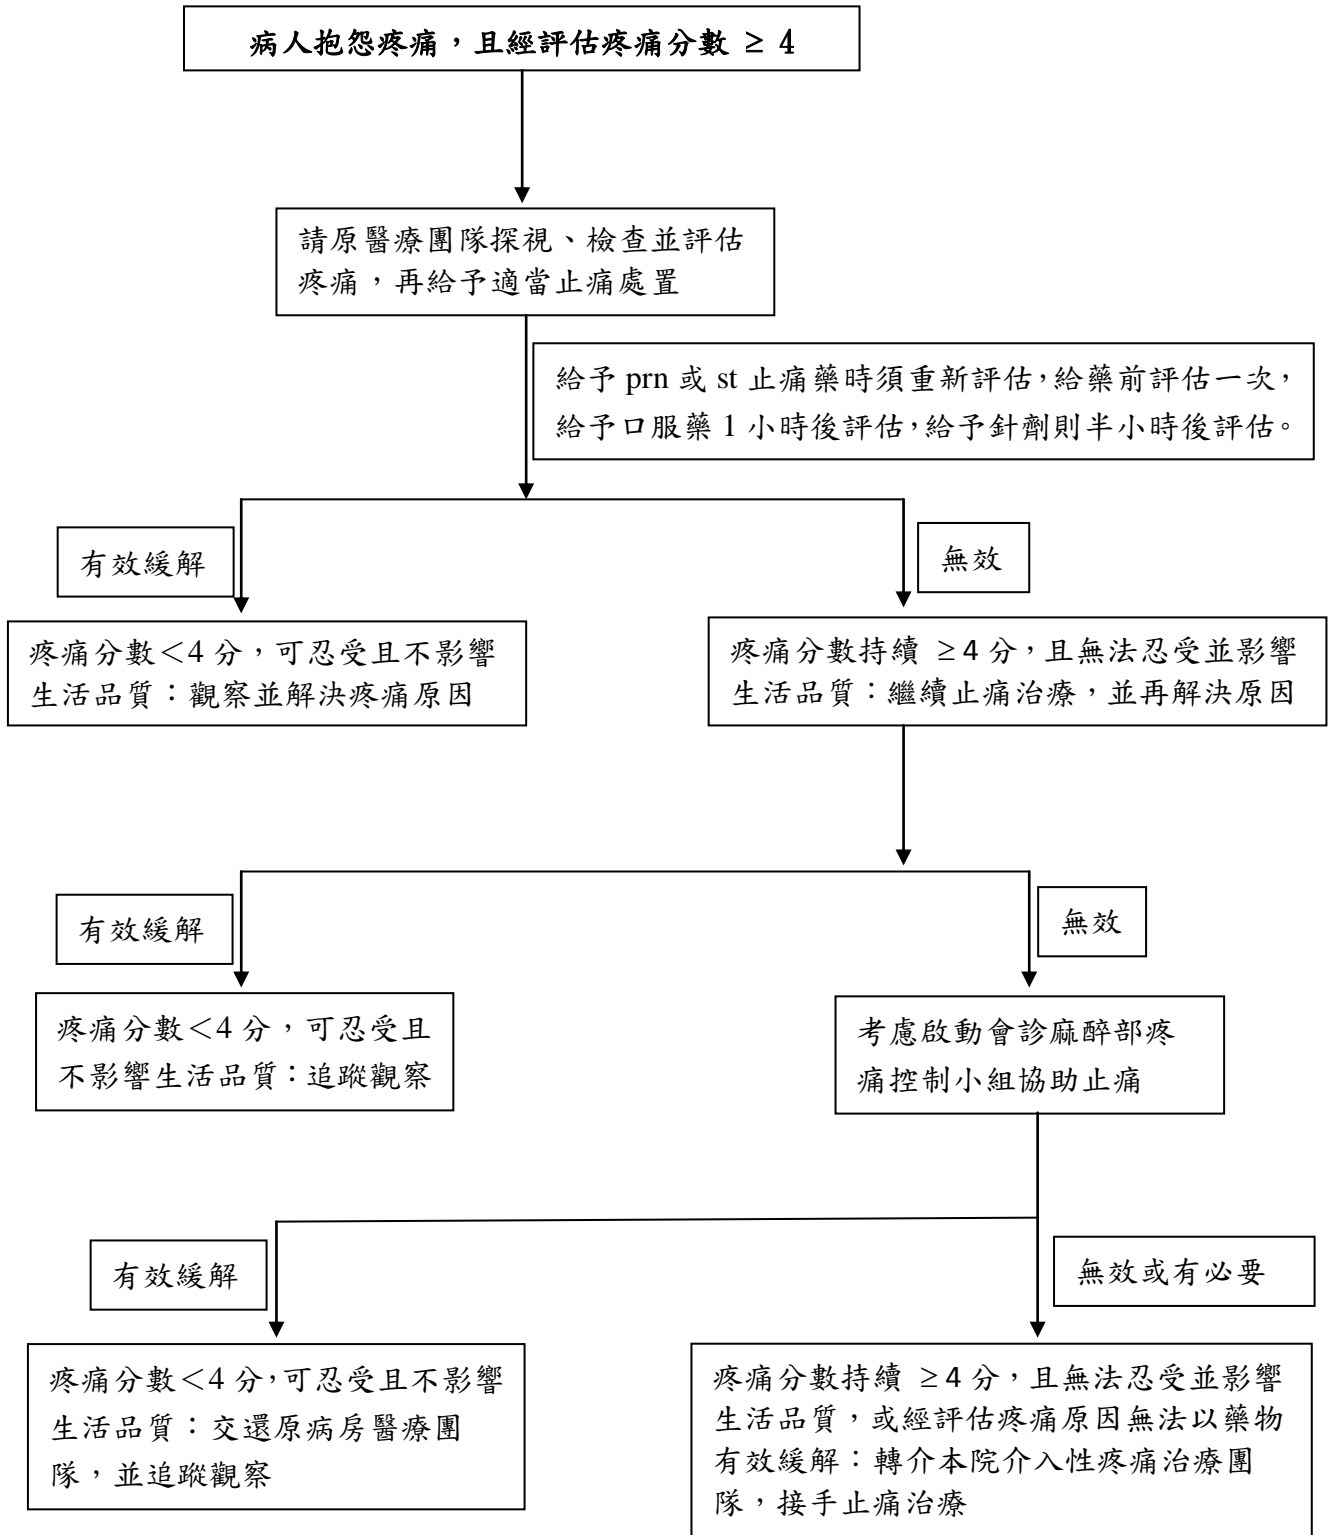 病人抱怨疼痛，且經評估疼痛分數 ≥ 4
請原醫療團隊探視、檢查並評估
疼痛，再給予適當止痛處置
給予 prn 或 st 止痛藥時須重新評估，給藥前評估一次，
給予口服藥 1 小時後評估，給予針劑則半小時後評估。
有效緩解
無效
疼痛分數＜4 分，可忍受且不影響
生活品質：觀察並解決疼痛原因
疼痛分數持續 ≥4 分，且無法忍受並影響
生活品質：繼續止痛治療，並再解決原因
有效緩解
無效
疼痛分數＜4 分，可忍受且
不影響生活品質：追蹤觀察
考慮啟動會診麻醉部疼
痛控制小組協助止痛
有效緩解
無效或有必要
疼痛分數＜4 分，可忍受且不影響
生活品質：交還原病房醫療團
隊，並追蹤觀察
疼痛分數持續 ≥4 分，且無法忍受並影響
生活品質，或經評估疼痛原因無法以藥物
有效緩解：轉介本院介入性疼痛治療團
隊，接手止痛治療